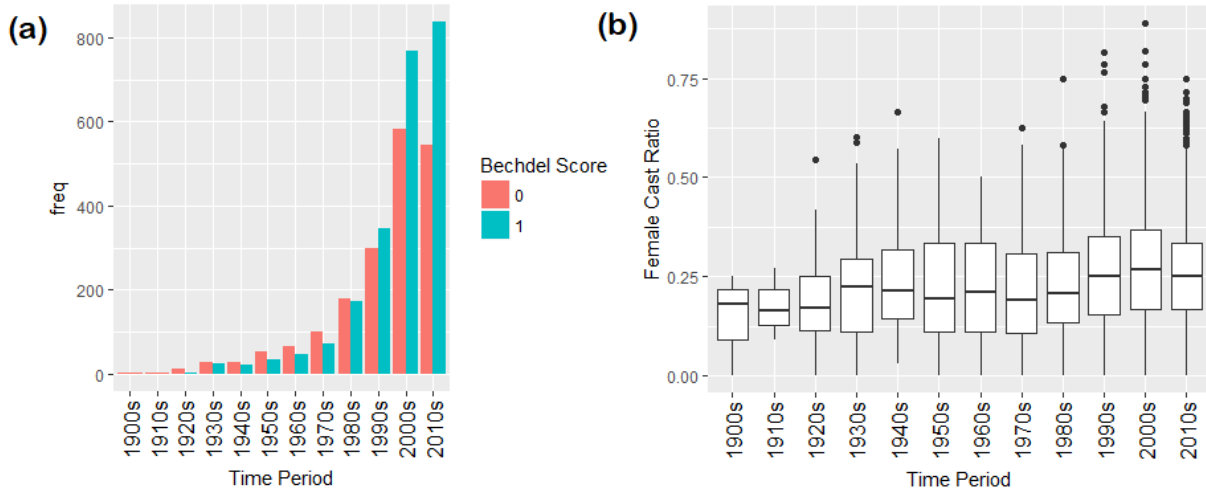 (a)
freq
800
600
400
200
0
1900s
1910s
1920s
1930s
1940s
1950s
1960s
1970s
1980s
1990s
2000s
2010s
Time Period
Bechdel Score
0
1
(b)
Female Cast Ratio
0.75
0.50
0.25
0.00
1900s
1910s
1920s
1930s
1940s
1950s
1960s
1970s
1980s
1990s
2000s
2010s
Time Period